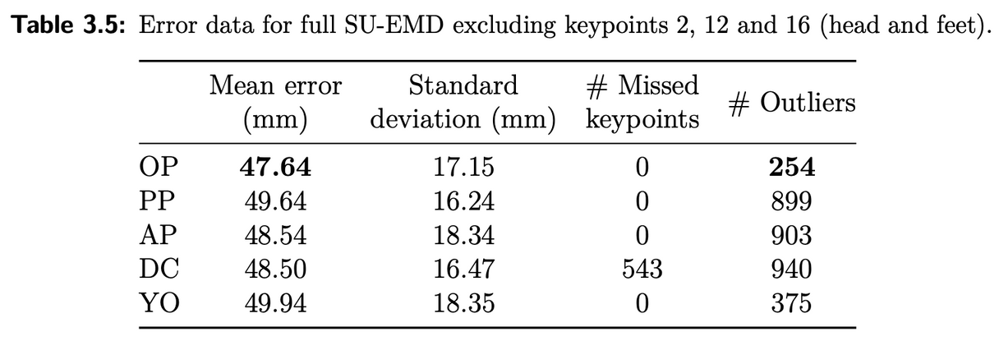 Table 3.5: Error data for full SU-EMD excluding keypoints 2, 12 and 16 (head and feet).
Mean error (mm) Standard deviation (mm) # Missed keypoints # Outliers
OP 47.64 17.15 0 254
PP 49.64 16.24 0 899
AP 48.54 18.34 0 903
DC 48.50 16.47 543 940
YO 49.94 18.35 0 375